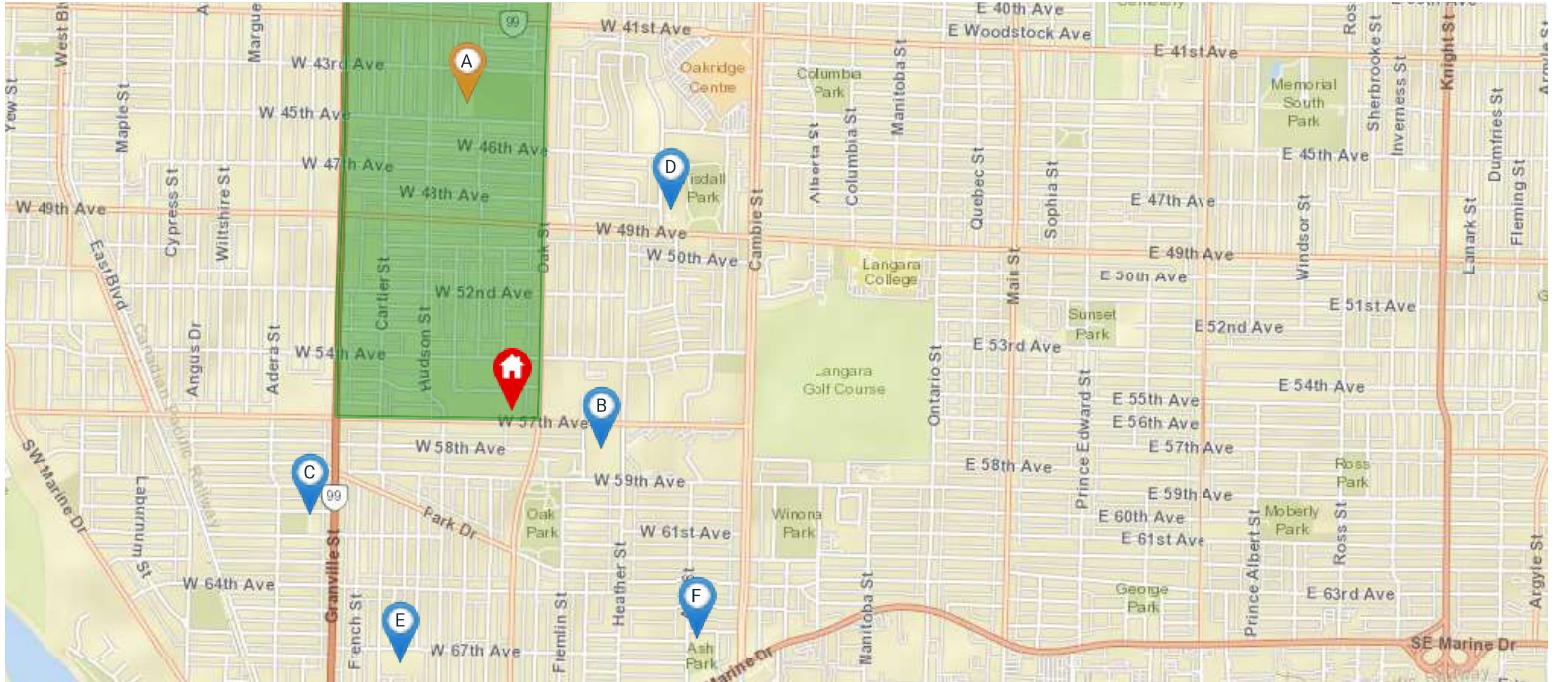 E 40th Ave
99
W 41st Ave
E Woodstock Ave
E 41st Ave
West
Margue
W 43rd Ave
A
Oakridge
Centre
Columbia
Park
Manitoba St
Memorial
South
Park
Sherbrooke St
Inverness St
Knight St
Yew St
Maple St
W 45th Ave
W 46th Ave
Alberta St
Columbia St
E 45th Ave
Dumfries St
Fleming St
W 47th Ave
D
Park
W 48th Ave
Quebec St
Sophia St
E 47th Ave
Cypress St
Wiltshire St
W 49th Ave
W 49th Ave
Cambie St
Oak St
W 50th Ave
E 49th Ave
Windsor St
Lanark St
East Blvd
Langara
College
Main St
E 50th Ave
Cartier St
W 52nd Ave
E 51st Ave
Sunset
Park
E 52nd Ave
Hudson St
Angus Dr
Adera St
W 54th Ave
Canadian Pacific Railway
E 53rd Ave
Langara
Golf Course
Ontario St
E 54th Ave
Prince Edward St
E 55th Ave
B
W 57th Ave
E 56th Ave
W 58th Ave
E 57th Ave
SW Marine Dr
C
99
W 59th Ave
E 58th Ave
Ross
Park
Laburnum St
Park Dr
Oak
Park
Winona
Park
E 59th Ave
E 60th Ave
Moberly
Park
Ross St
W 61st Ave
E 61st Ave
Prince Albert St
Granville St
Heather St
W 64th Ave
F
George
Park
E 63rd Ave
Argyle St
French St
E
W 67th Ave
Fremlin St
Ash
Park
Marine Dr
Manitoba St
SE Marine Dr